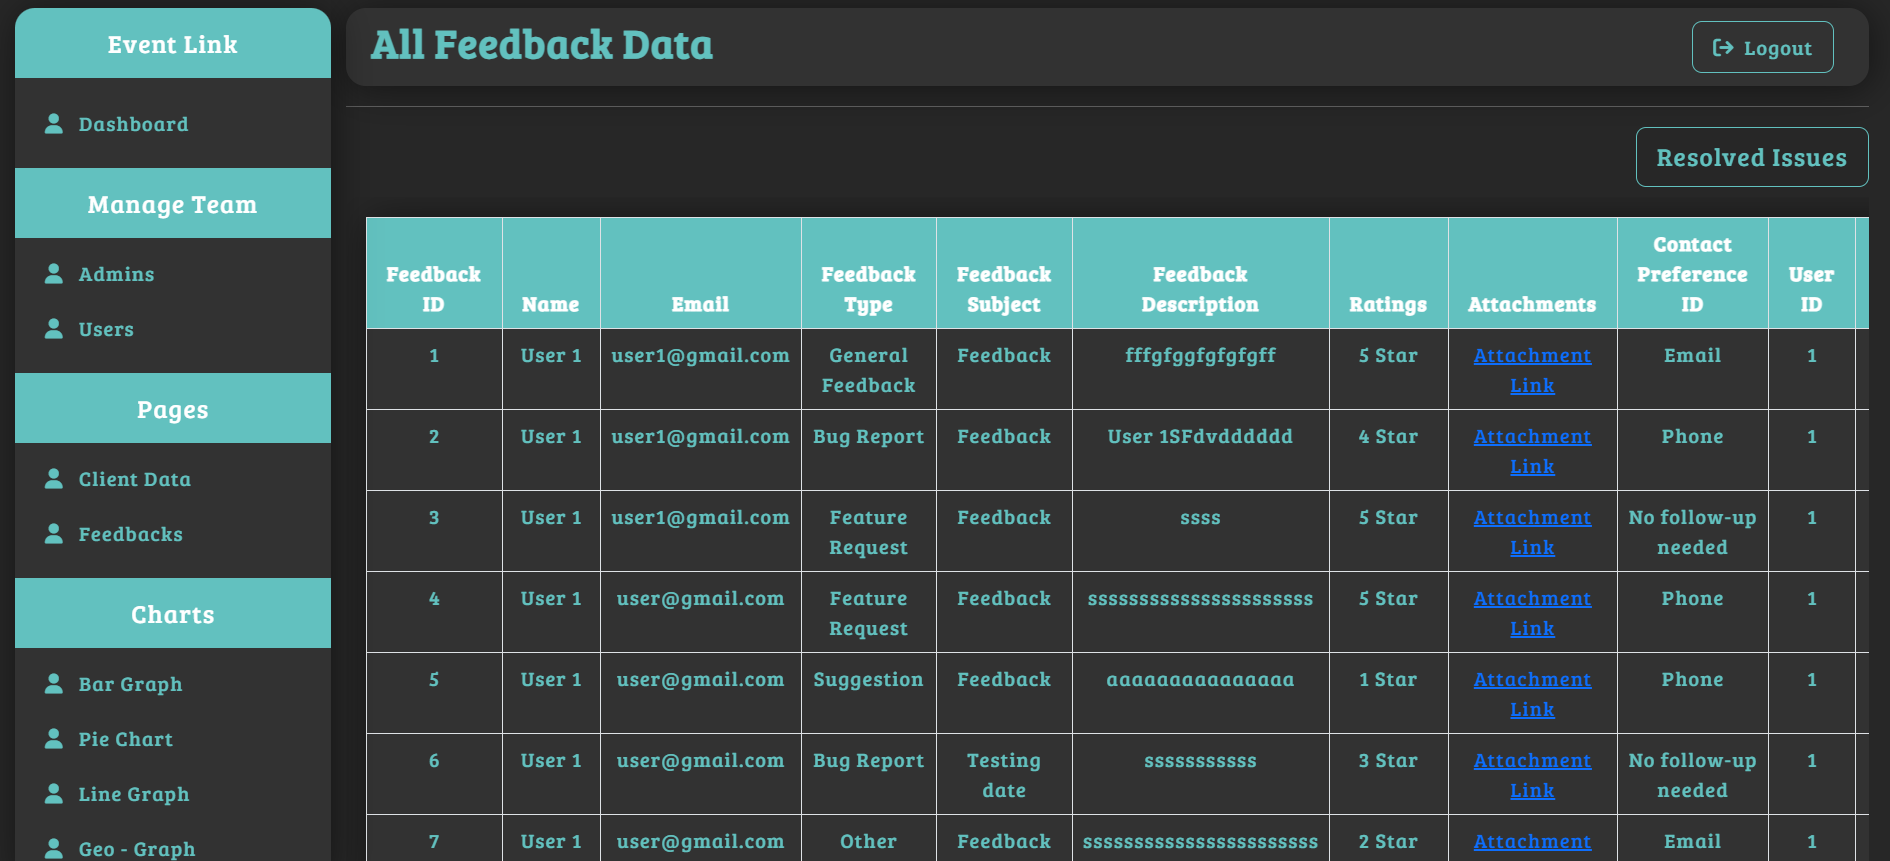 Event Link
Dashboard
Manage Team
Admins
Users
Pages
Client Data
Feedbacks
Charts
Bar Graph
Pie Chart
Line Graph
Geo - Graph
All Feedback Data
Logout
Resolved Issues
Feedback ID Name Email Feedback Type Feedback Subject Feedback Description Ratings Attachments Contact Preference ID User ID
1 User 1 user1@gmail.com General Feedback Feedback fffgfggfgfgfgff 5 Star Attachment Link Email 1
2 User 1 user1@gmail.com Bug Report Feedback User 1SFdvdddddd 4 Star Attachment Link Phone 1
3 User 1 user1@gmail.com Feature Request Feedback ssss 5 Star Attachment Link No follow-up needed 1
4 User 1 user@gmail.com Feature Request Feedback ssssssssssssssssssssss 5 Star Attachment Link Phone 1
5 User 1 user@gmail.com Suggestion Feedback aaaaaaaaaaaaaaa 1 Star Attachment Link Phone 1
6 User 1 user@gmail.com Bug Report Testing date sssssssssss 3 Star Attachment Link No follow-up needed 1
7 User 1 user@gmail.com Other Feedback sssssssssssssssssssssss 2 Star Attachment Email 1